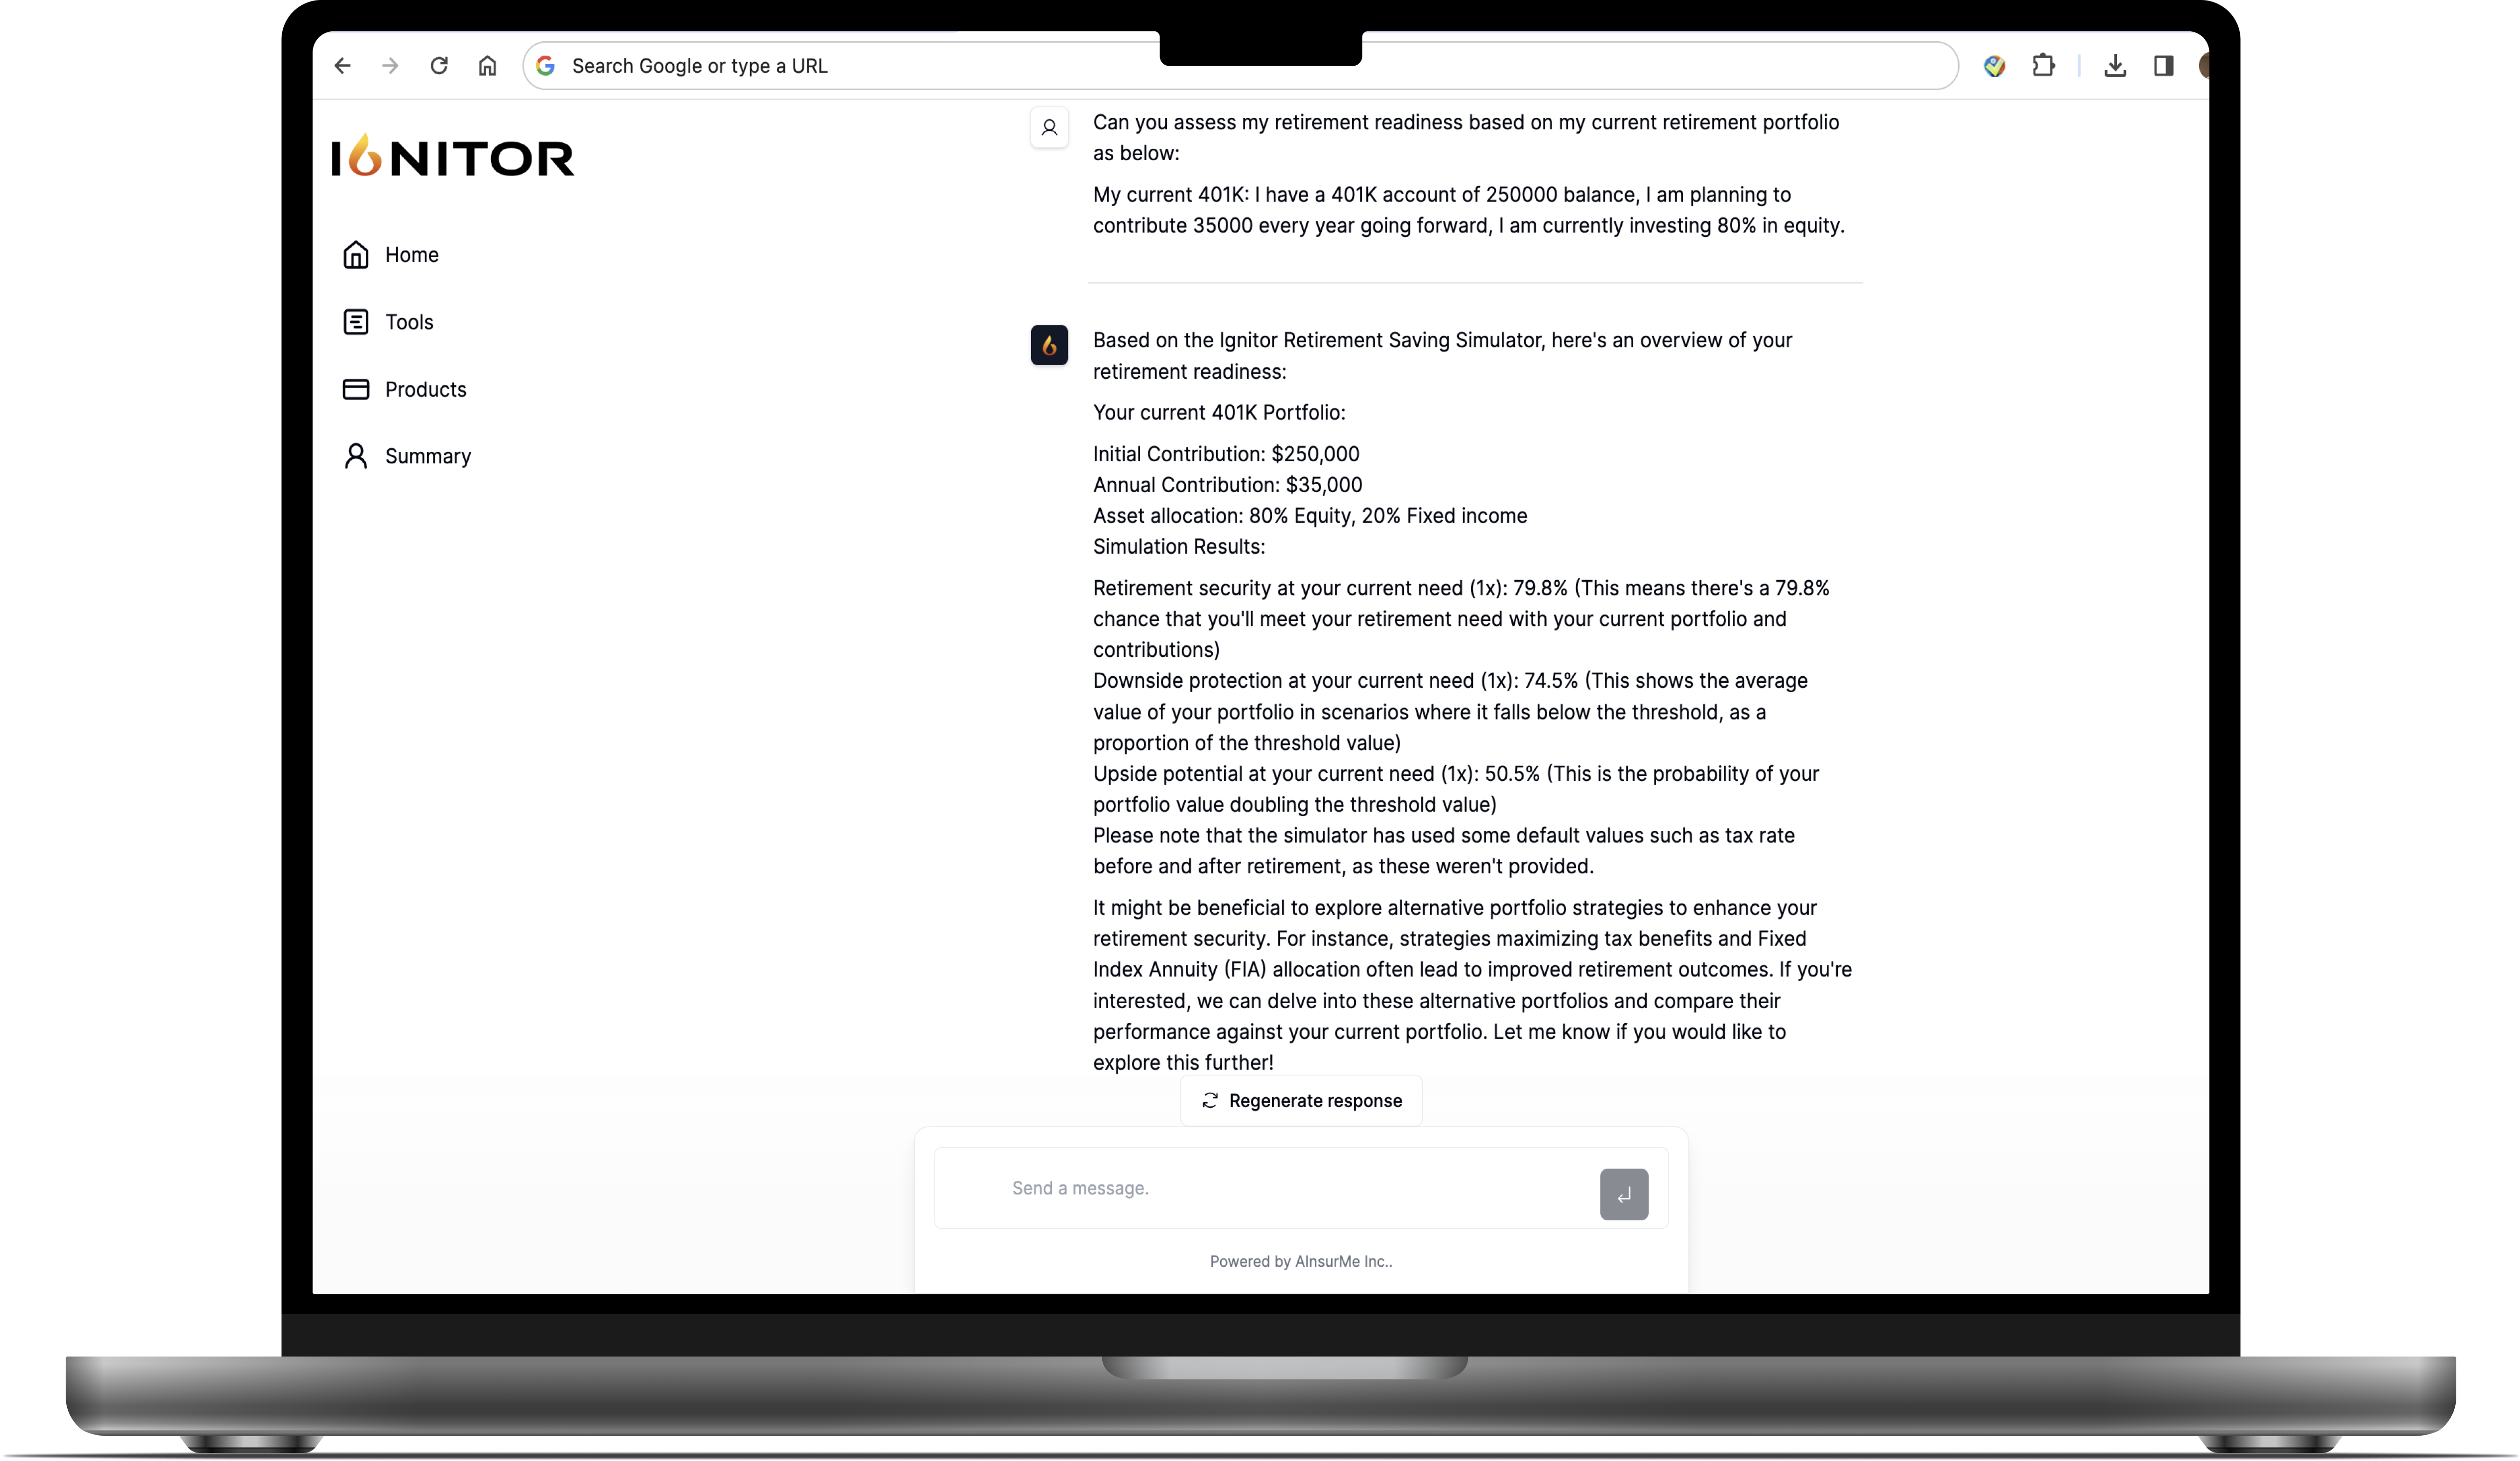 Search Google or type a URL
IGNITOR
Home
Tools
Products
Summary
Can you assess my retirement readiness based on my current retirement portfolio
as below:
My current 401K: I have a 401K account of 250000 balance, I am planning to
contribute 35000 every year going forward, I am currently investing 80% in equity.
Based on the Ignitor Retirement Saving Simulator, here's an overview of your
retirement readiness:
Your current 401K Portfolio:
Initial Contribution: $250,000
Annual Contribution: $35,000
Asset allocation: 80% Equity, 20% Fixed income
Simulation Results:
Retirement security at your current need (1x): 79.8% (This means there's a 79.8%
chance that you'll meet your retirement need with your current portfolio and
contributions)
Downside protection at your current need (1x): 74.5% (This shows the average
value of your portfolio in scenarios where it falls below the threshold, as a
proportion of the threshold value)
Upside potential at your current need (1x): 50.5% (This is the probability of your
portfolio value doubling the threshold value)
Please note that the simulator has used some default values such as tax rate
before and after retirement, as these weren't provided.
It might be beneficial to explore alternative portfolio strategies to enhance your
retirement security. For instance, strategies maximizing tax benefits and Fixed
Index Annuity (FIA) allocation often lead to improved retirement outcomes. If you're
interested, we can delve into these alternative portfolios and compare their
performance against your current portfolio. Let me know if you would like to
explore this further!
Regenerate response
Send a message.
Powered by AInsurMe Inc..